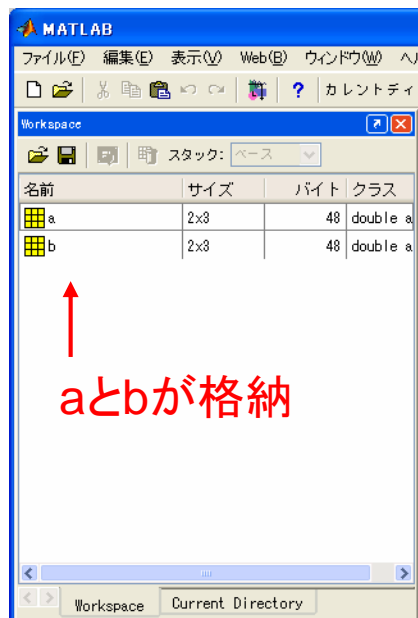 MATLAB
ファイル(F) 編集(E) 表示(V) Web(B) ウィンドウ(W) ヘル
? カレントディ
Workspace
スタック: ベース
名前 サイズ バイト クラス
a 2x3 48 double a
b 2x3 48 double a
aとbが格納
Workspace Current Directory